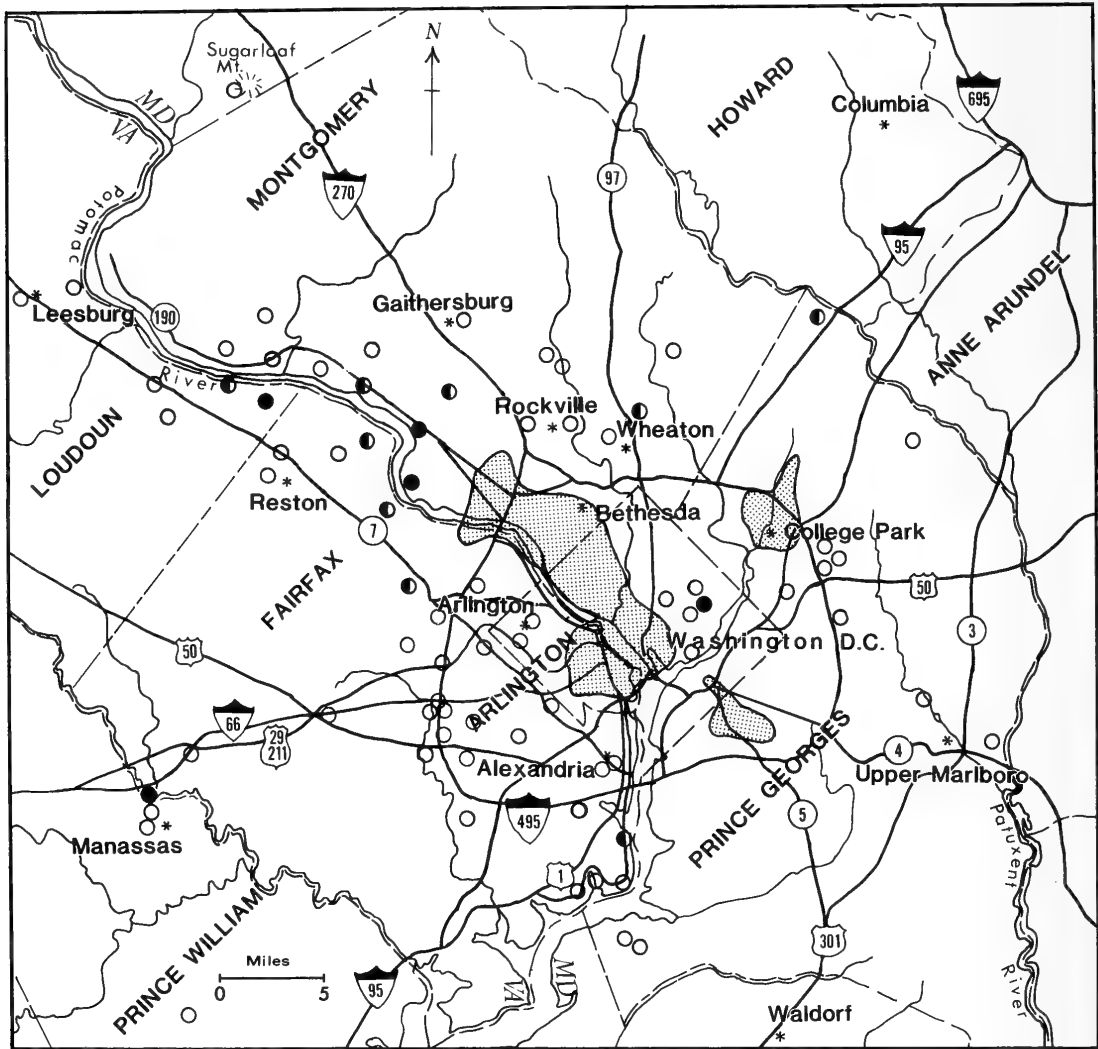 N
Sugarloaf
Mt.
MD
VA
MONTGOMERY
HOWARD
Columbia
695
270
97
95
Potomac
ANNE ARUNDEL
Leesburg
190
Gaithersburg
River
LOUDOUN
Rockville
Wheaton
Reston
Bethesda
College Park
7
FAIRFAX
50
Arlington
Washington D.C.
3
50
ARLINGTON
66
29
211
PRINCE GEORGES
4
Upper Marlboro
Alexandria
495
5
Manassas
Patuxent
1
PRINCE WILLIAM
301
Miles
0 5
95
VA
MD
River
Waldorf